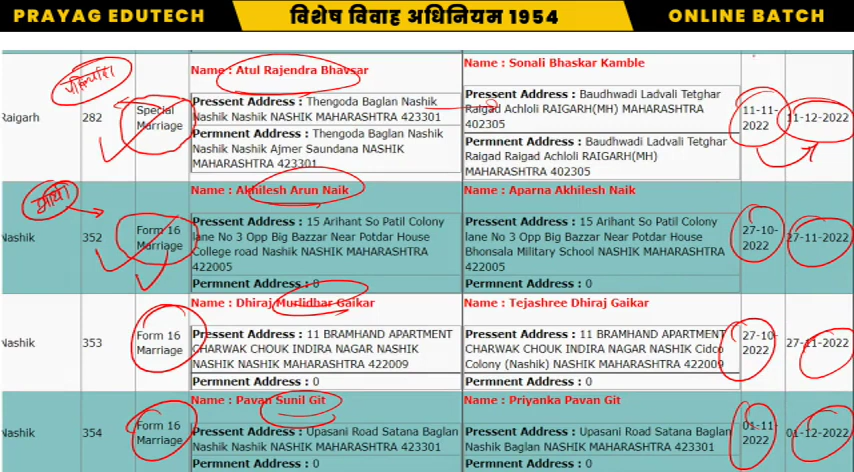 PRAYAG EDUTECH
विशेष विवाह अधिनियम 1954
ONLINE BATCH
Raigarh
282
Special
Marriage
Name : Atul Rajendra Bhavsar
Pressent Address : Thengoda Baglan Nashik
Nashik Nashik NASHIK MAHARASHTRA 423301
Permnent Address : Thengoda Baglan Nashik
Nashik Nashik Ajmer Saundana NASHIK
MAHARASHTRA 423301
Name : Sonali Bhaskar Kamble
Pressent Address : Baudhwadi Ladvali Tetghar
Raigad Achloli RAIGARH(MH) MAHARASHTRA
402305
Permnent Address : Baudhwadi Ladvali Tetghar
Raigad Raigad Achloli RAIGARH(MH)
MAHARASHTRA 402305
11-11-
2022
11-12-2022
Nashik
352
Form 16
Marriage
Name : Akhilesh Arun Naik
Pressent Address : 15 Arihant So Patil Colony
lane No 3 Opp Big Bazzar Near Potdar House
College road Nashik NASHIK MAHARASHTRA
422005
Permnent Address : 0
Name : Aparna Akhilesh Naik
Pressent Address : 15 Arihant So Patil Colony
lane No 3 Opp Big Bazzar Near Potdar House
Bhonsala Military School NASHIK MAHARASHTRA
422005
Permnent Address : 0
27-10-
2022
27-11-2022
Nashik
353
Form 16
Marriage
Name : Dhiraj Murlidhar Gaikar
Pressent Address : 11 BRAMHAND APARTMENT
CHARWAK CHOUK INDIRA NAGAR NASHIK
NASHIK NASHIK MAHARASHTRA 422009
Permnent Address : 0
Name : Tejashree Dhiraj Gaikar
Pressent Address : 11 BRAMHAND APARTMENT
CHARWAK CHOUK INDIRA NAGAR NASHIK Cidco
Colony (Nashik) NASHIK MAHARASHTRA 422009
Permnent Address : 0
27-10-
2022
27-11-2022
Nashik
354
Form 16
Marriage
Name : Pavan Sunil Git
Pressent Address : Upasani Road Satana Baglan
Nashik Nashik NASHIK MAHARASHTRA 423301
Permnent Address : 0
Name : Priyanka Pavan Git
Pressent Address : Upasani Road Satana Baglan
Nashik Baglan NASHIK MAHARASHTRA 423301
Permnent Address : 0
01-11-
2022
01-12-2022